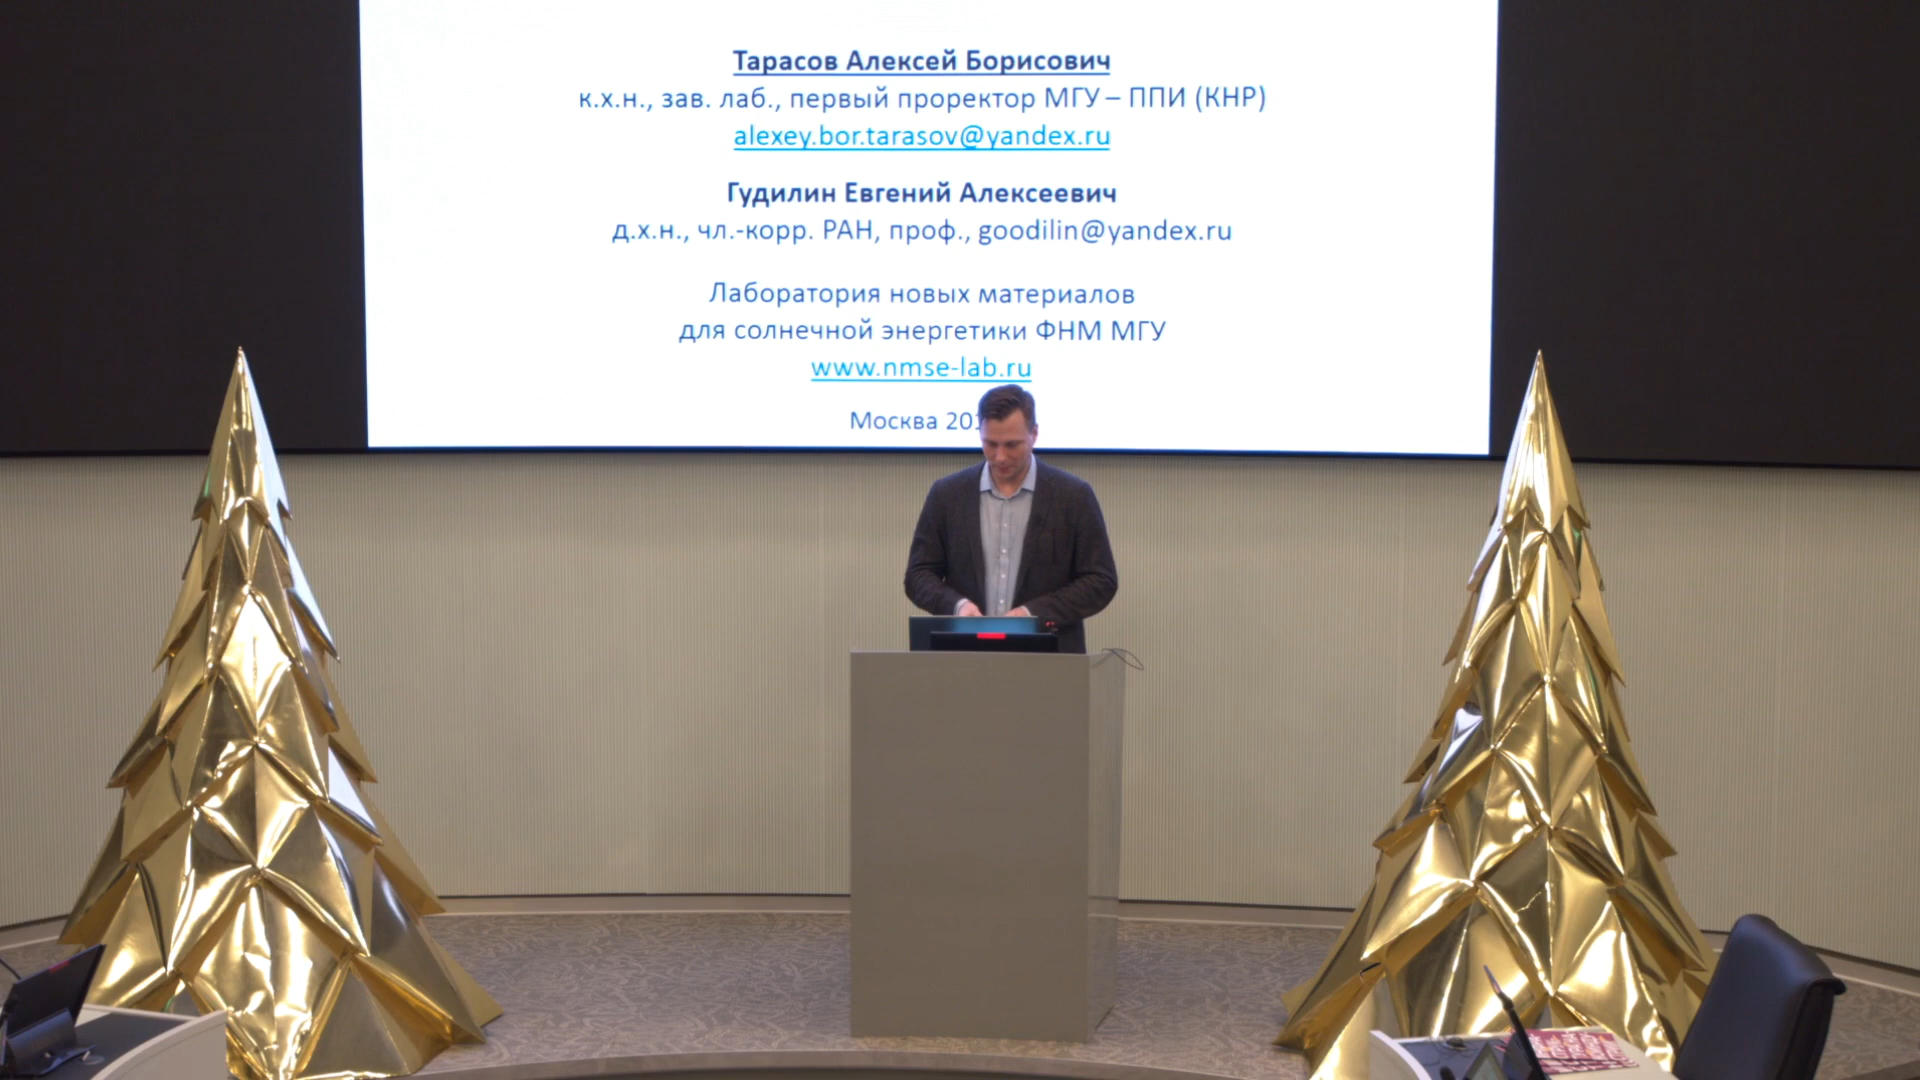 Тарасов Алексей Борисович
к.х.н., зав. лаб., первый проректор МГУ – ППИ (КНР)
alexey.bor.tarasov@yandex.ru
Гудилин Евгений Алексеевич
д.х.н., чл.-корр. РАН, проф., goodilin@yandex.ru
Лаборатория новых материалов
для солнечной энергетики ФНМ МГУ
www.nmse-lab.ru
Москва